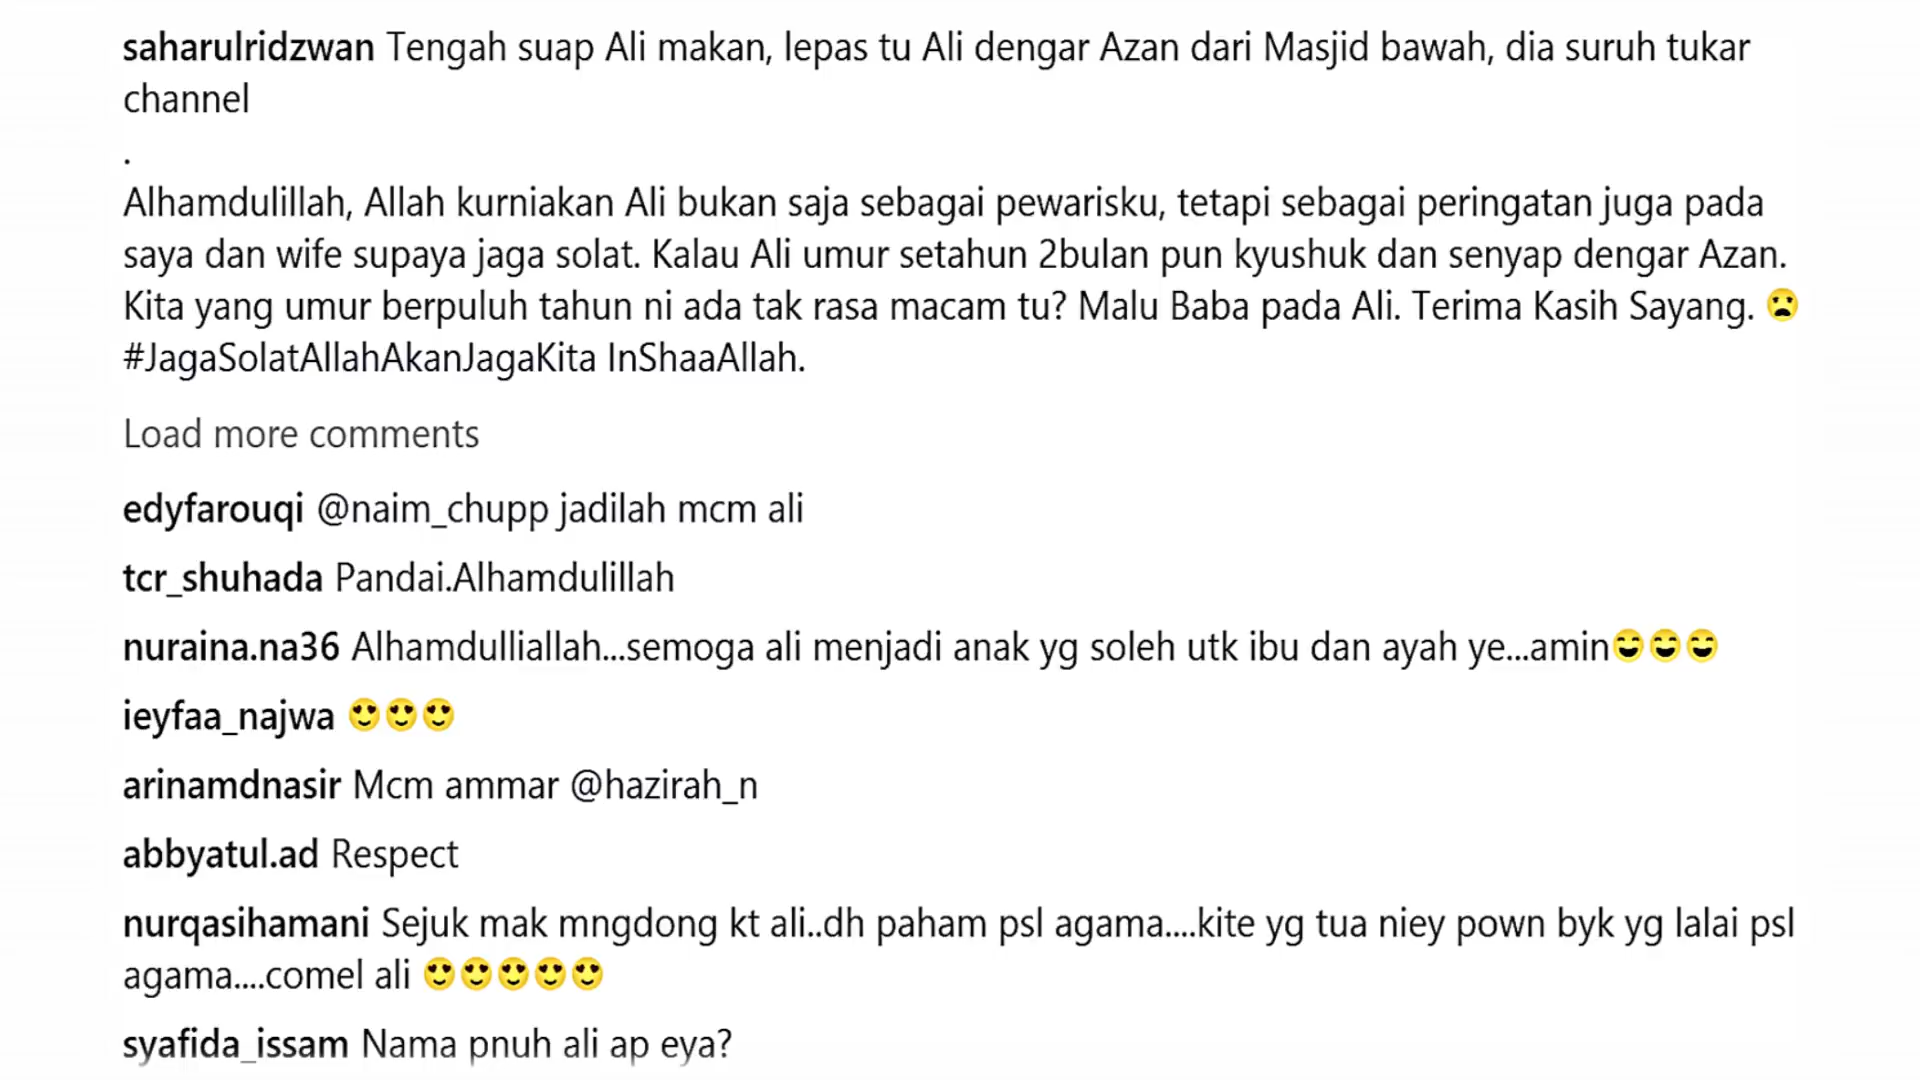 saharulridzwan Tengah suap Ali makan, lepas tu Ali dengar Azan dari Masjid bawah, dia suruh tukar
channel
.
Alhamdulillah, Allah kurniakan Ali bukan saja sebagai pewarisku, tetapi sebagai peringatan juga pada
saya dan wife supaya jaga solat. Kalau Ali umur setahun 2bulan pun kyushuk dan senyap dengar Azan.
Kita yang umur berpuluh tahun ni ada tak rasa macam tu? Malu Baba pada Ali. Terima Kasih Sayang. 😧
#JagaSolatAllahAkanJagaKita InShaaAllah.
Load more comments
edyfarouqi @naim_chupp jadilah mcm ali
tcr_shuhada Pandai.Alhamdulillah
nuraina.na36 Alhamdulliallah...semoga ali menjadi anak yg soleh utk ibu dan ayah ye...amin😄😄😄
ieyfaa_najwa 😍😍😍
arinamdnasir Mcm ammar @hazirah_n
abbyatul.ad Respect
nurqasihamani Sejuk mak mngdong kt ali..dh paham psl agama....kite yg tua niey pown byk yg lalai psl
agama....comel ali 😍😍😍😍😍
syafida_issam Nama pnuh ali ap eya?